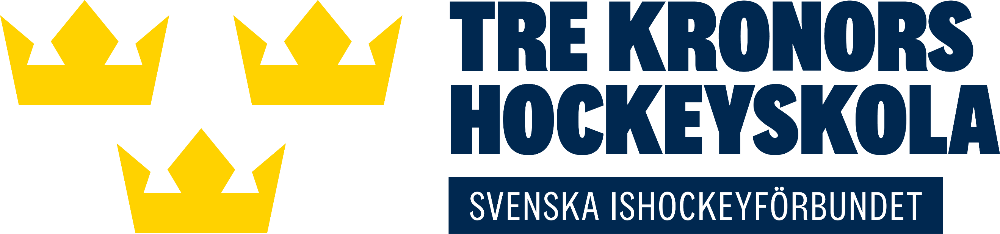 TRE KRONORS
HOCKEYSKOLA
SVENSKA ISHOCKEYFÖRBUNDET